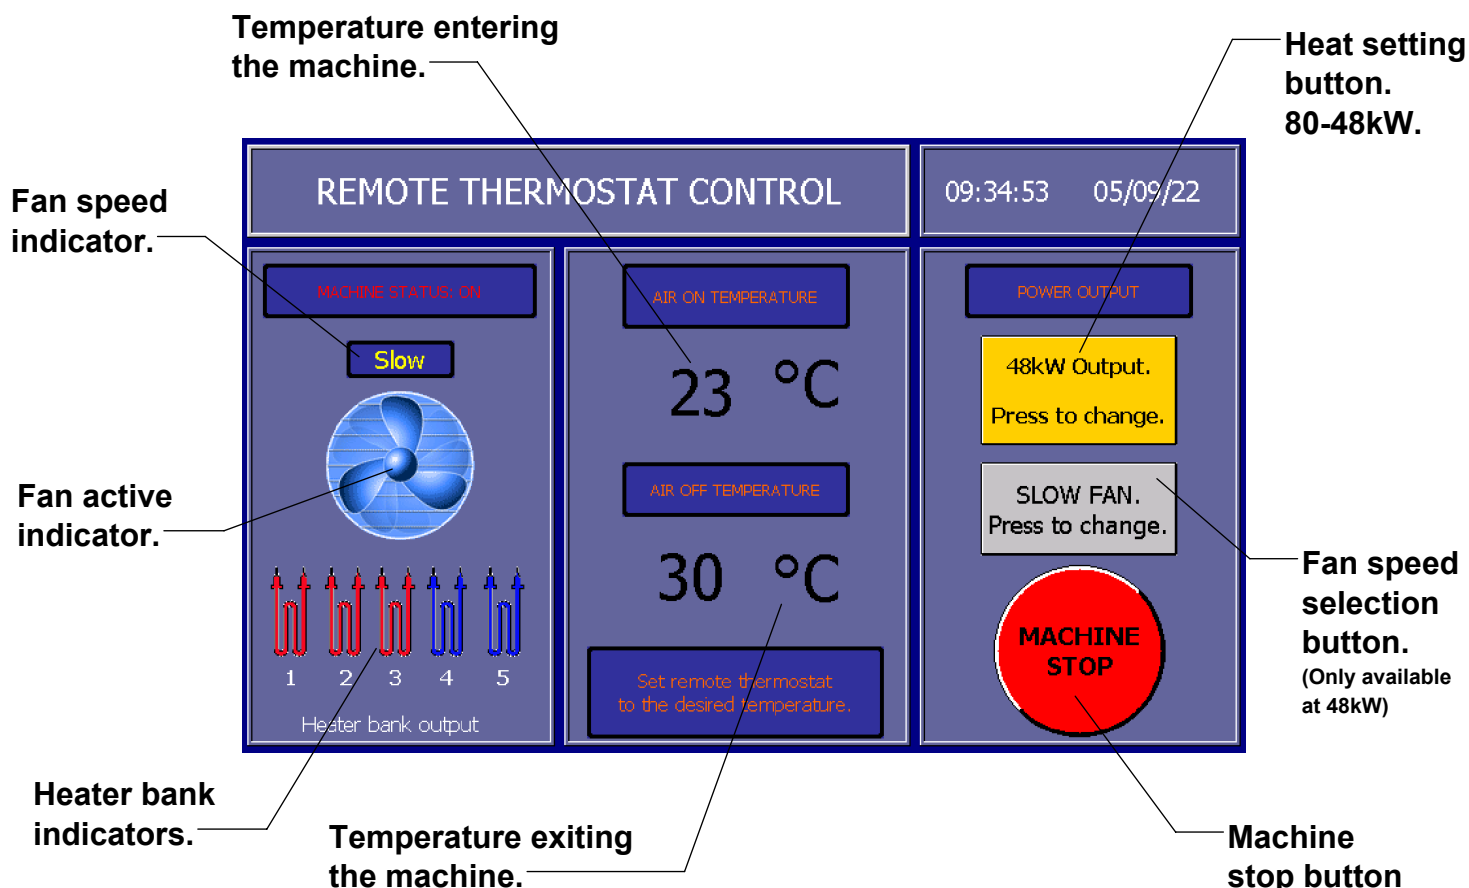 Temperature entering
the machine.
Heat setting
button.
80-48kW.
Fan speed
indicator.
REMOTE THERMOSTAT CONTROL
09:34:53 05/09/22
MACHINE STATUS: ON
AIR ON TEMPERATURE
POWER OUTPUT
Slow
23 °C
48kW Output.
Press to change.
Fan active
indicator.
AIR OFF TEMPERATURE
SLOW FAN.
Press to change.
30 °C
Fan speed
selection
button.
(Only available
at 48kW)
MACHINE
STOP
1 2 3 4 5
Heater bank output
Set remote thermostat
to the desired temperature.
Heater bank
indicators.
Temperature exiting
the machine.
Machine
stop button